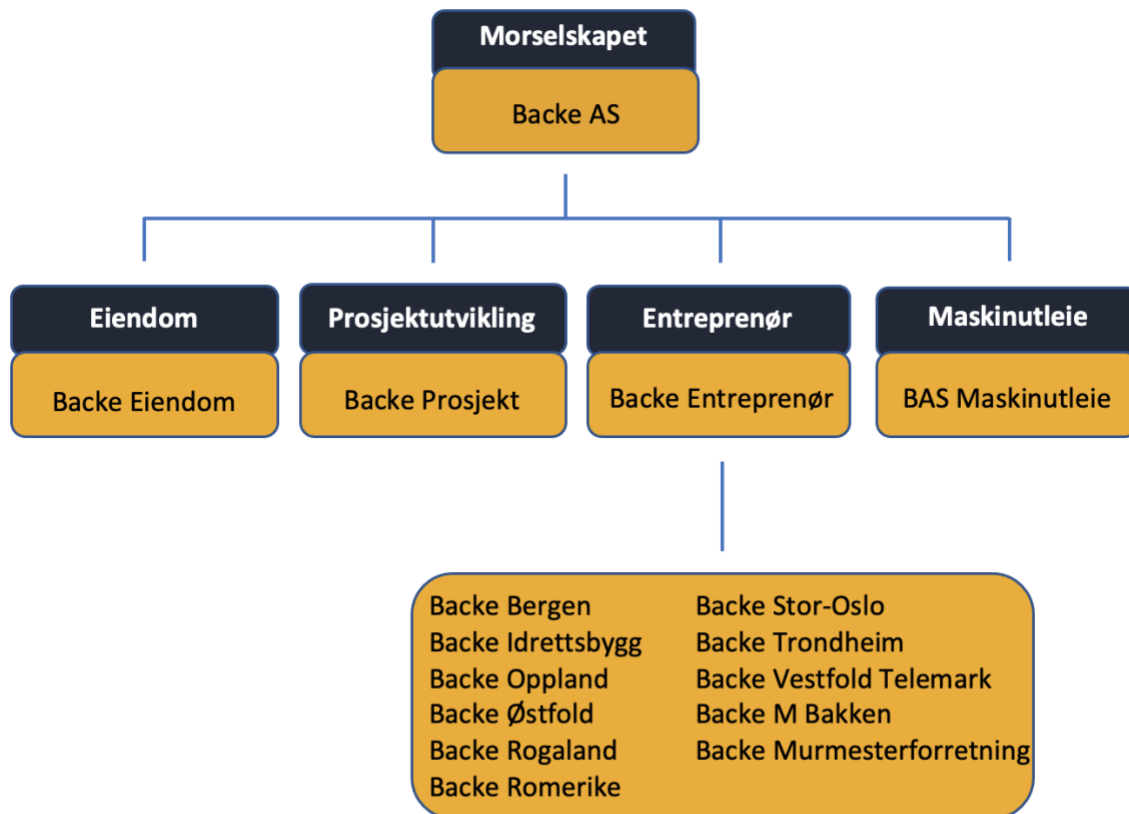 Morselskapet
Backe AS
Eiendom
Backe Eiendom
Prosjektutvikling
Backe Prosjekt
Entreprenør
Backe Entreprenør
Maskinutleie
BAS Maskinutleie
Backe Bergen
Backe Idrettsbygg
Backe Oppland
Backe Østfold
Backe Rogaland
Backe Romerike
Backe Stor-Oslo
Backe Trondheim
Backe Vestfold Telemark
Backe M Bakken
Backe Murmesterforretning